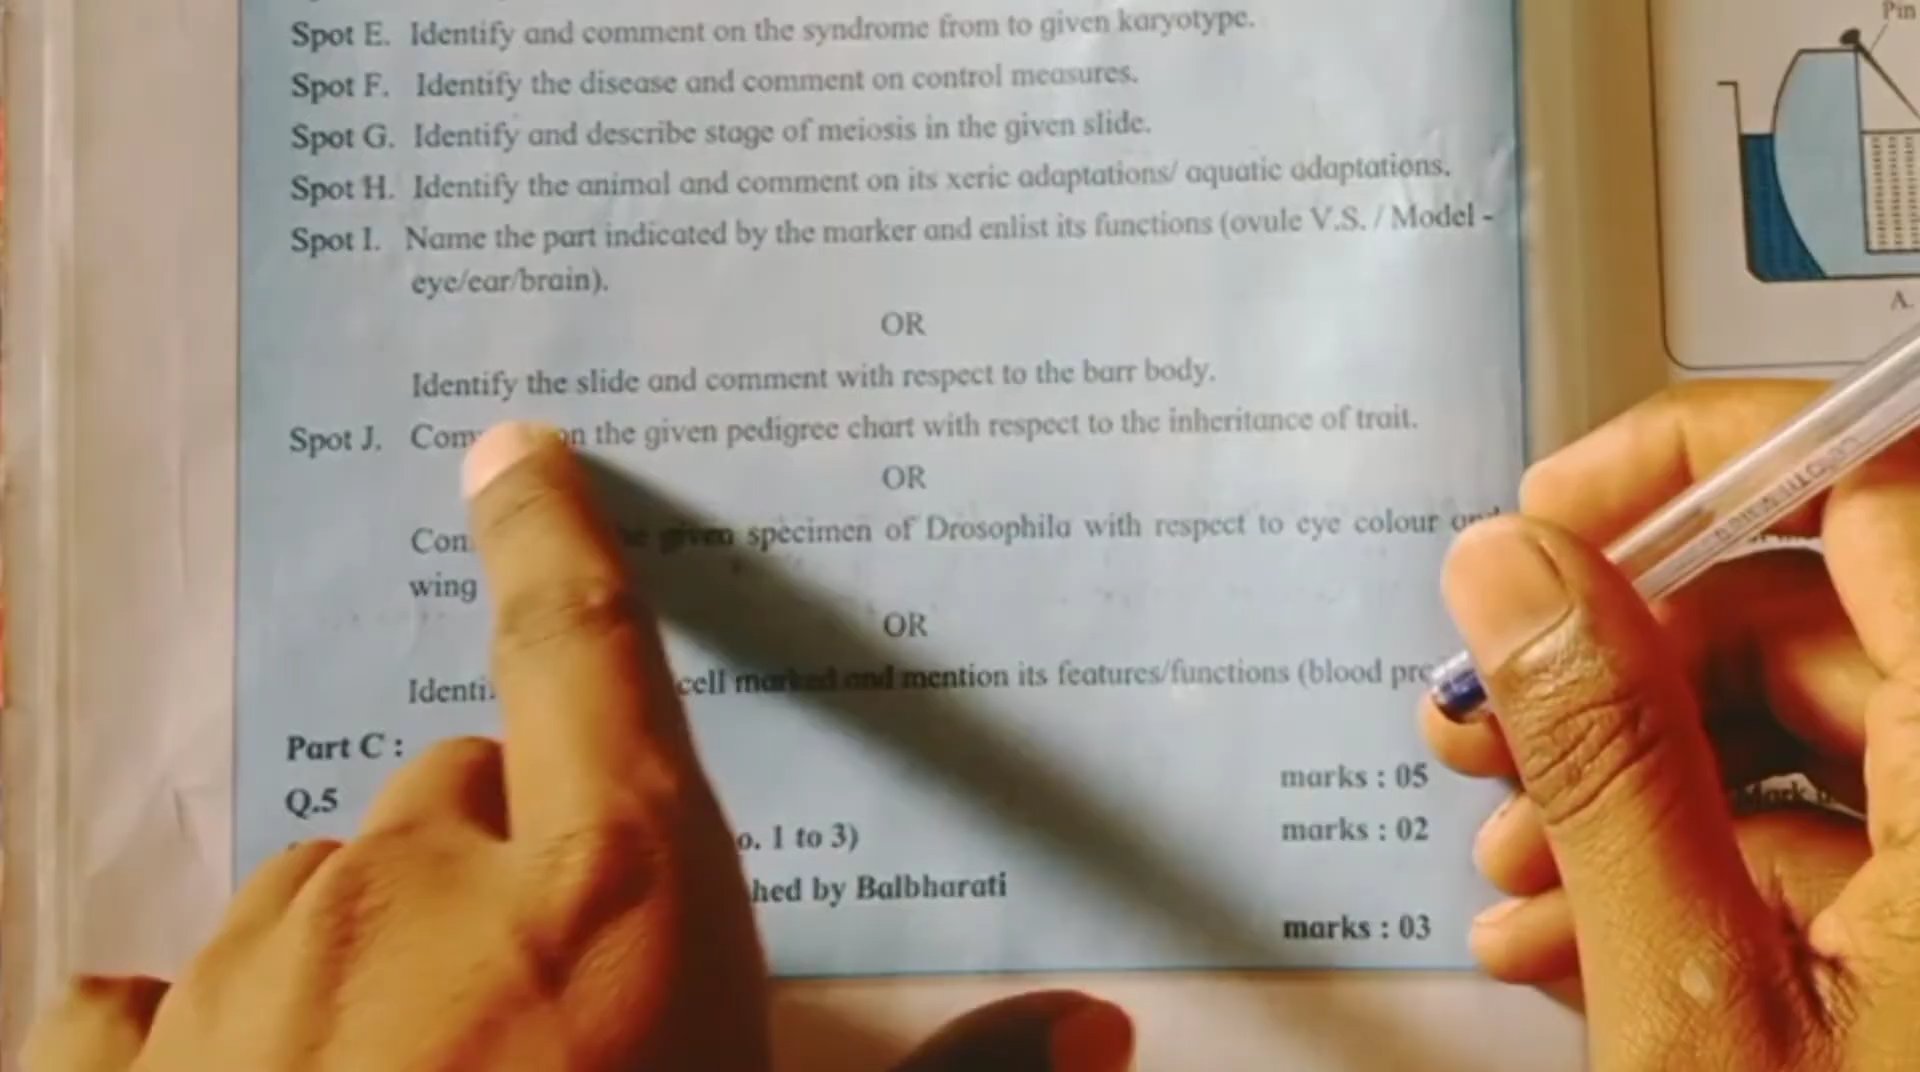 Spot E. Identify and comment on the syndrome from to given karyotype.
Spot F. Identify the disease and comment on control measures.
Spot G. Identify and describe stage of meiosis in the given slide.
Spot H. Identify the animal and comment on its xeric adaptations/ aquatic adaptations.
Spot I. Name the part indicated by the marker and enlist its functions (ovule V.S. / Model -
eye/ear/brain).
OR
Identify the slide and comment with respect to the barr body.
Spot J. Com on the given pedigree chart with respect to the inheritance of trait.
OR
Con given specimen of Drosophila with respect to eye colour
wing
OR
Identi cell marked and mention its features/functions (blood pre
Part C :
marks : 05
Q.5
marks : 02
o. 1 to 3)
hed by Balbharati
marks : 03
Pin
A.